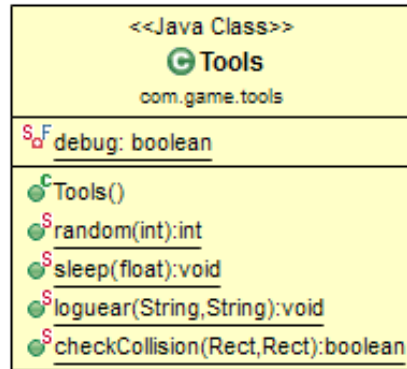 <<Java Class>>
C Tools
com.game.tools
S F debug: boolean
C Tools()
S random(int):int
S sleep(float):void
S loguear(String,String):void
S checkCollision(Rect,Rect):boolean